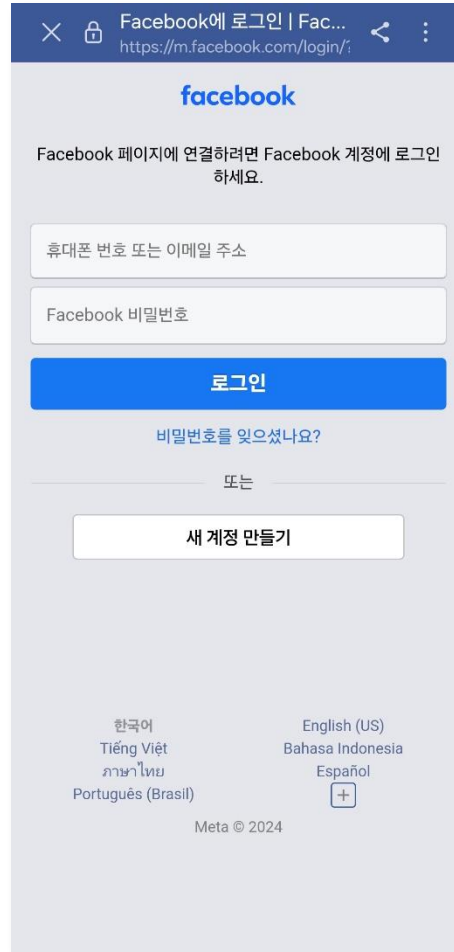 Facebook에 로그인 | Fac...
https://m.facebook.com/login/?
facebook
Facebook 페이지에 연결하려면 Facebook 계정에 로그인
하세요.
휴대폰 번호 또는 이메일 주소
Facebook 비밀번호
로그인
비밀번호를 잊으셨나요?
또는
새 계정 만들기
한국어
English (US)
Tiếng Việt
Bahasa Indonesia
ภาษาไทย
Español
Português (Brasil)
Meta © 2024